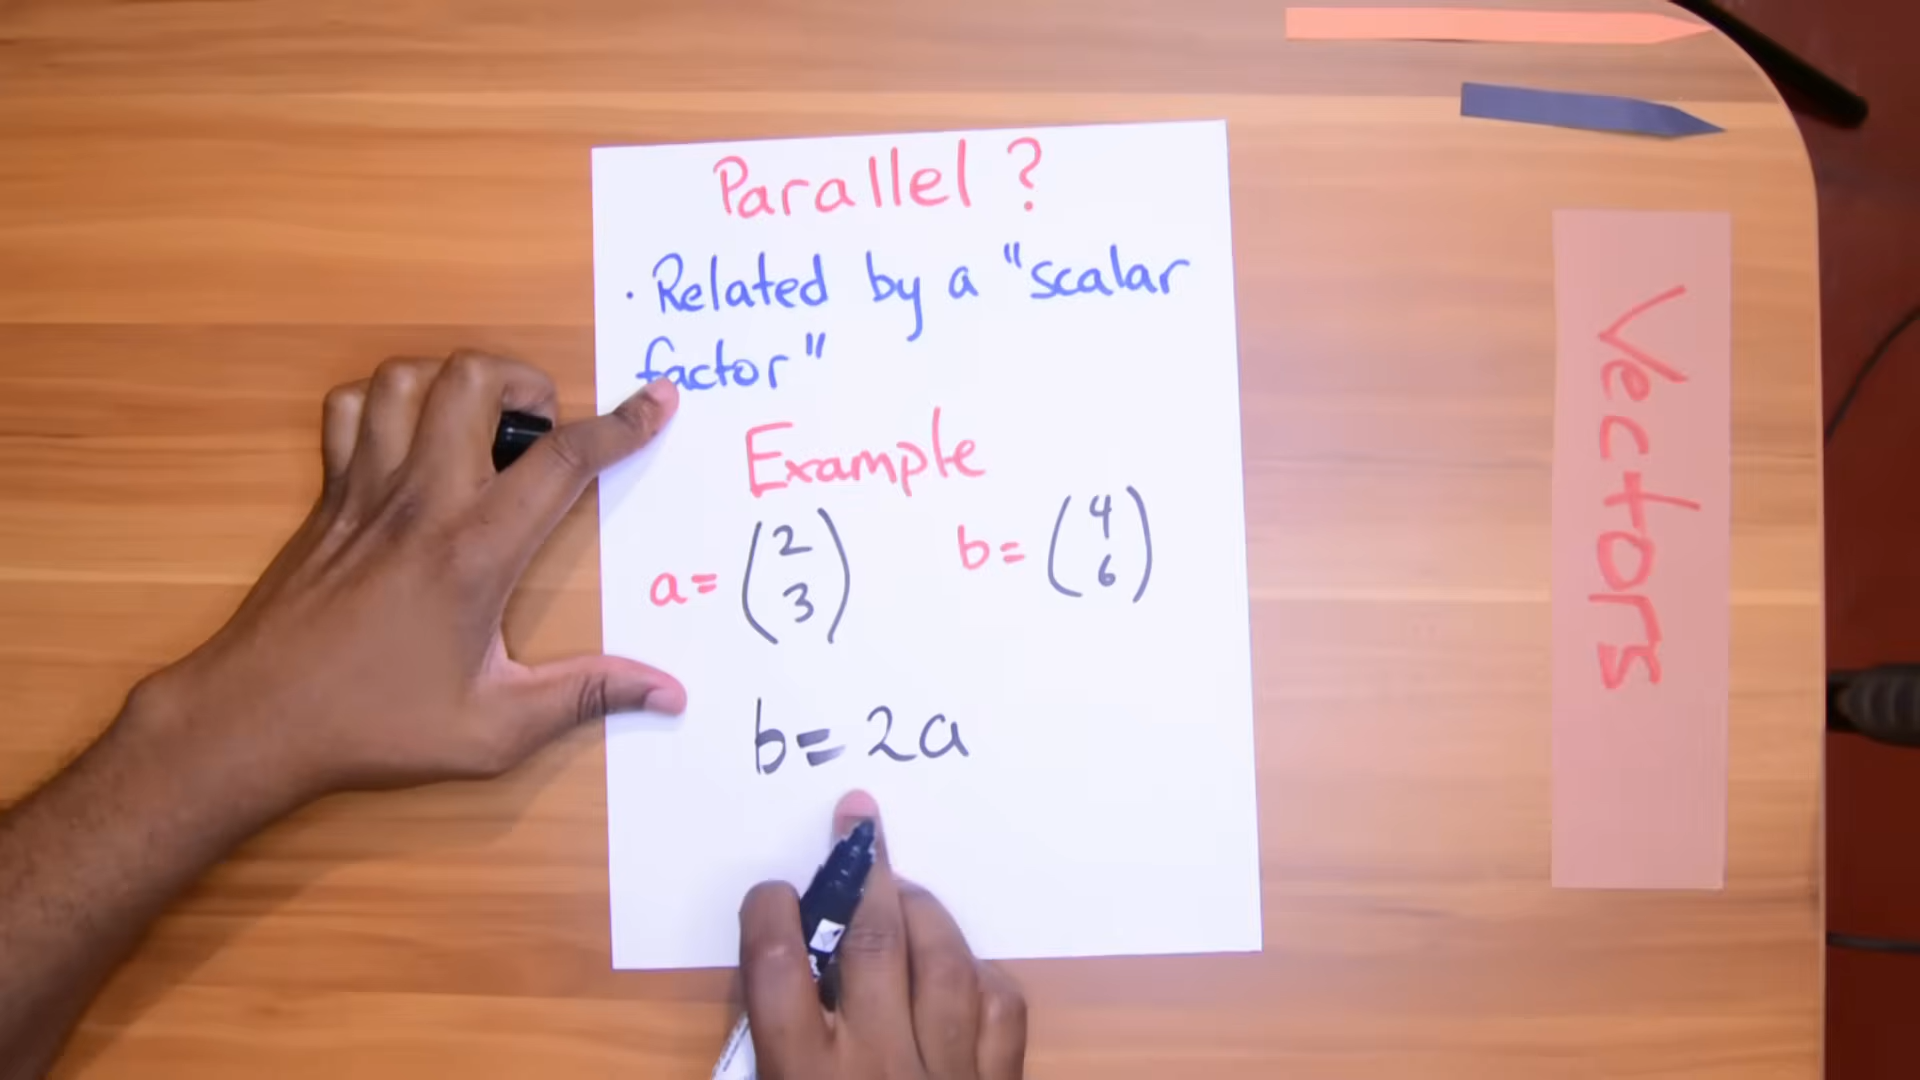 Parallel ?
· Related by a "scalar
factor"
Example
a = (2 3) b = (4 6)
b = 2a
Vectors